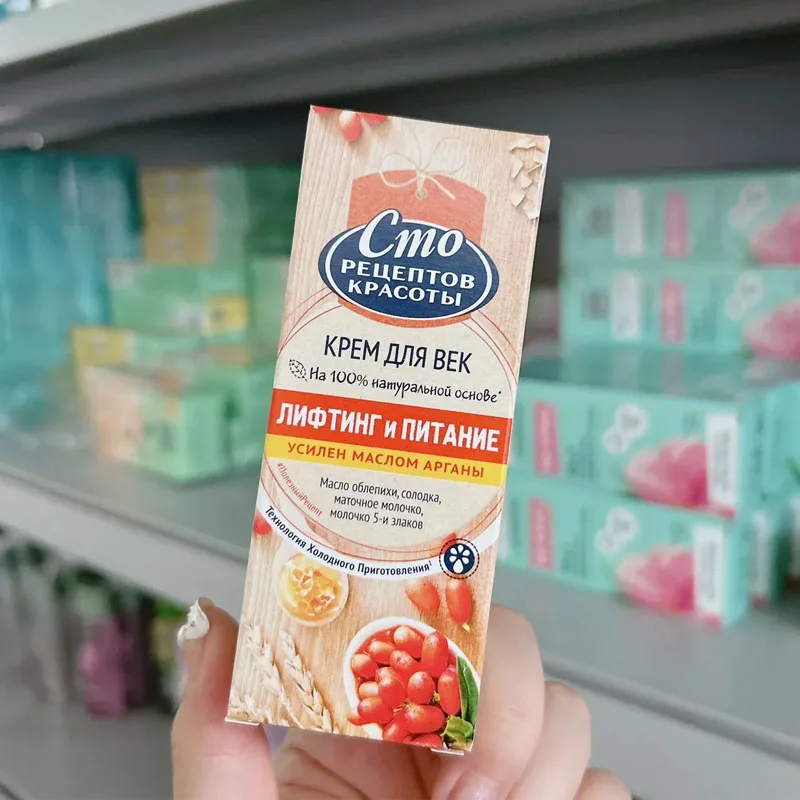 Сто
РЕЦЕПТОВ
КРАСОТЫ
КРЕМ ДЛЯ ВЕК
На 100% натуральной основе*
ЛИФТИНГ и ПИТАНИЕ
УСИЛЕН МАСЛОМ АРГАНЫ
#ПолезныйРецепт
Масло облепихи, солодка,
маточное молочко,
молочко 5-и злаков
Технология Холодного Приготовления¹